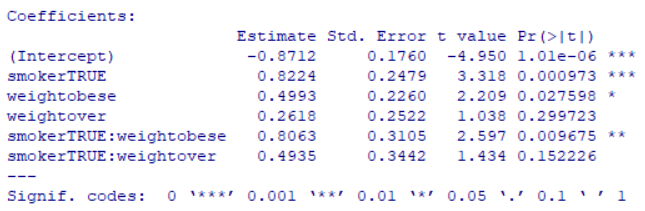 Coefficients:
                      Estimate Std. Error t value Pr(>|t|)
(Intercept)            -0.8712     0.1760  -4.950 1.01e-06 ***
smokerTRUE              0.8224     0.2479   3.318 0.000973 ***
weightobese             0.4993     0.2260   2.209 0.027598 *
weightover              0.2618     0.2522   1.038 0.299723
smokerTRUE:weightobese  0.8063     0.3105   2.597 0.009675 **
smokerTRUE:weightover   0.4935     0.3442   1.434 0.152226
---
Signif. codes:  0 ‘***’ 0.001 ‘**’ 0.01 ‘*’ 0.05 ‘.’ 0.1 ‘ ’ 1